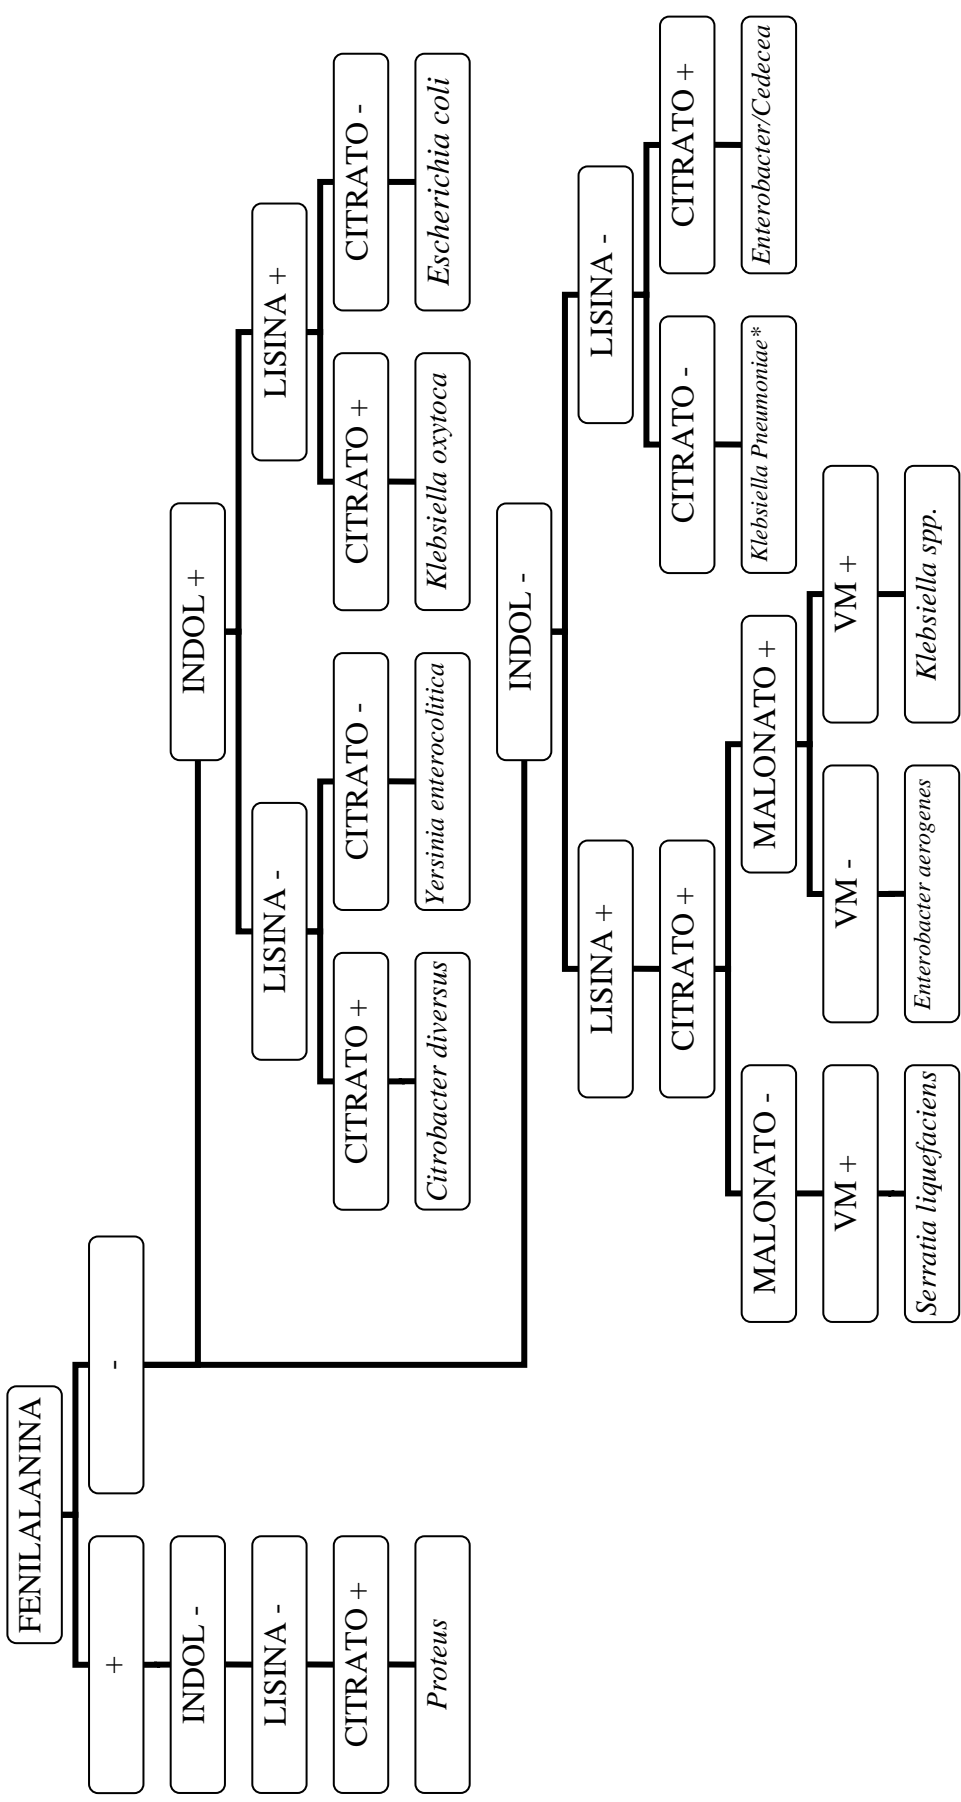 FENILALANINA
+
-
INDOL -
INDOL +
LISINA -
LISINA -
LISINA +
CITRATO +
CITRATO +
CITRATO -
CITRATO +
CITRATO -
Proteus
Citrobacter diversus
Yersinia enterocolitica
Klebsiella oxytoca
Escherichia coli
INDOL -
LISINA +
LISINA -
CITRATO +
CITRATO -
CITRATO +
MALONATO -
MALONATO +
Klebsiella Pneumoniae*
Enterobacter/Cedecea
VM +
VM -
VM +
Serratia liquefaciens
Enterobacter aerogenes
Klebsiella spp.